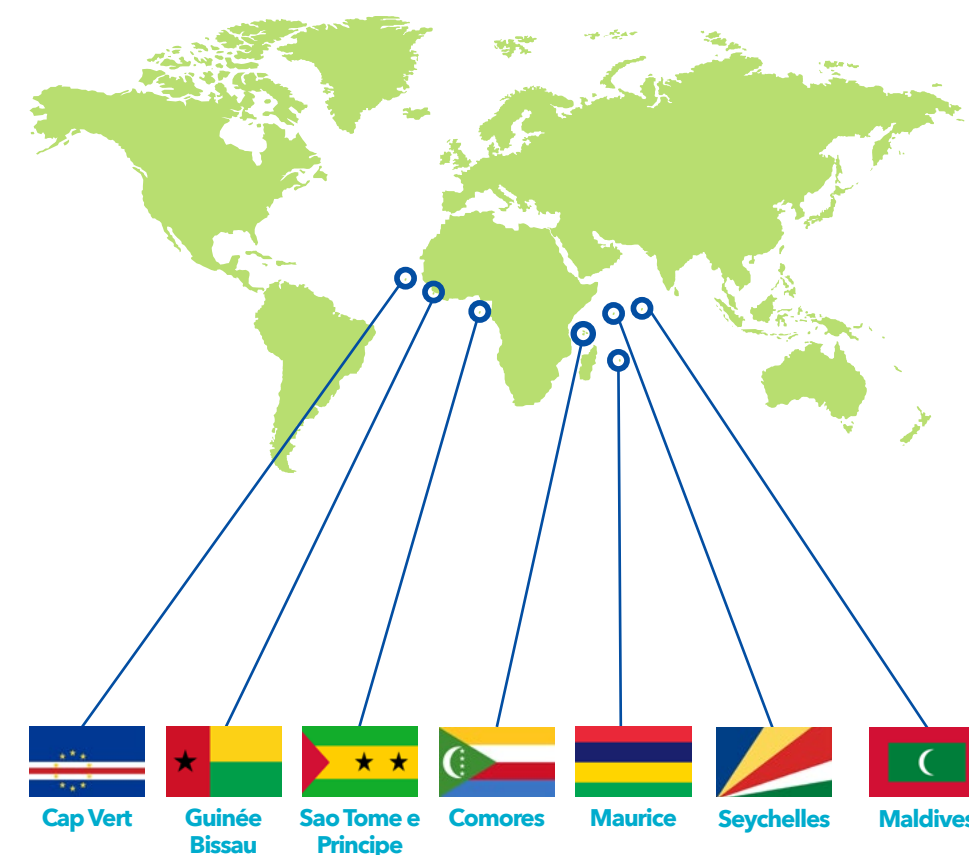 Cap Vert
Guinée
Bissau
Sao Tome e
Principe
Comores
Maurice
Seychelles
Maldives